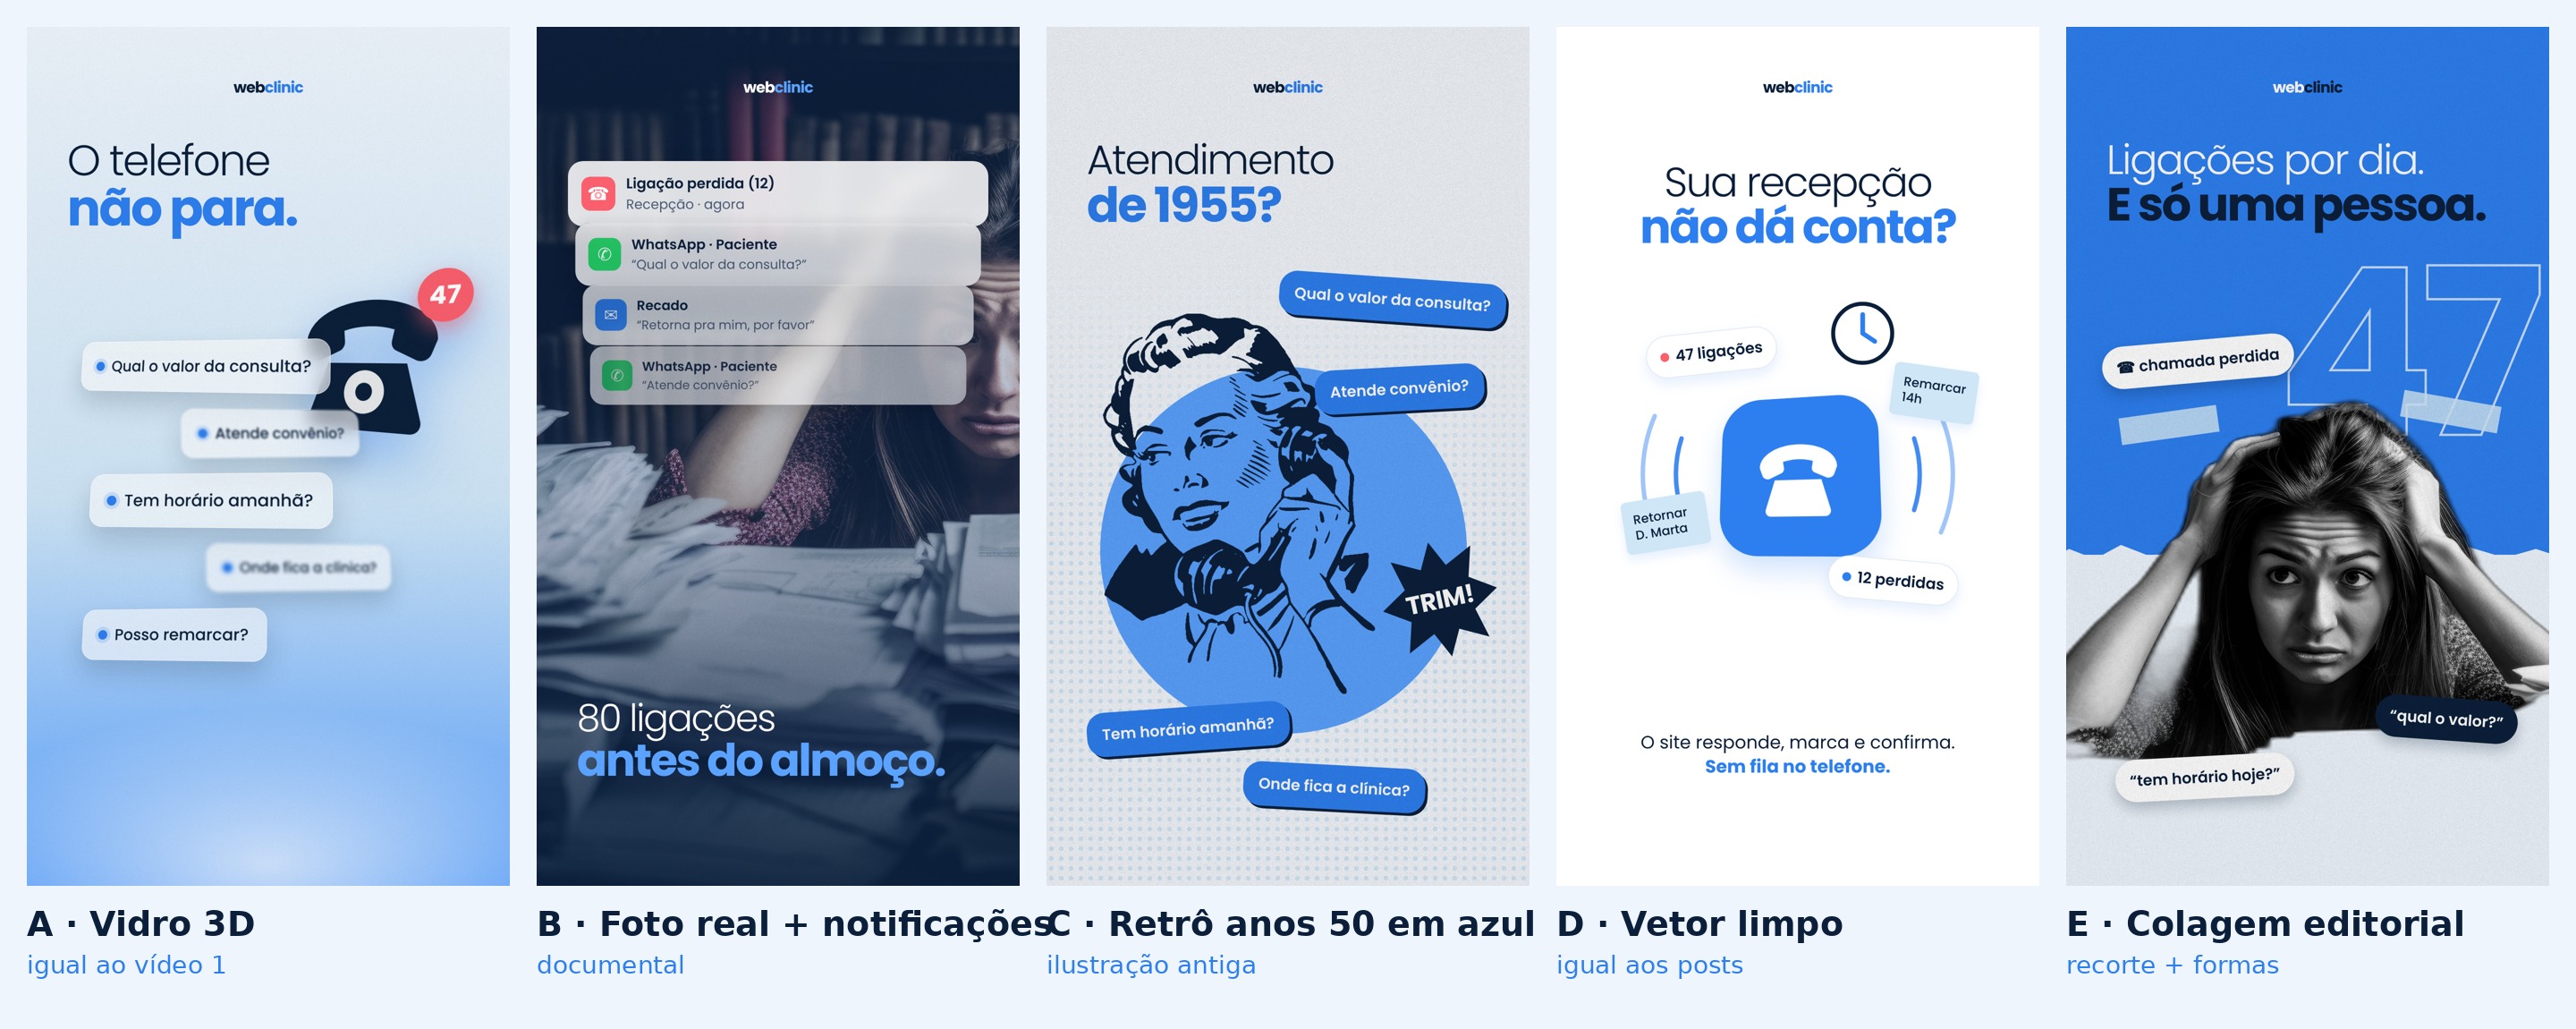 webclinic
O telefone
não para.
47
Qual o valor da consulta?
Atende convênio?
Tem horário amanhã?
Onde fica a clínica?
Posso remarcar?
A · Vidro 3D
igual ao vídeo 1
webclinic
Ligação perdida (12)
Recepção · agora
WhatsApp · Paciente
“Qual o valor da consulta?”
Recado
“Retorna pra mim, por favor”
WhatsApp · Paciente
“Atende convênio?”
80 ligações
antes do almoço.
B · Foto real + notificações
documental
webclinic
Atendimento
de 1955?
Qual o valor da consulta?
Atende convênio?
TRIM!
Tem horário amanhã?
Onde fica a clínica?
C · Retrô anos 50 em azul
ilustração antiga
webclinic
Sua recepção
não dá conta?
47 ligações
Remarcar
14h
Retornar
D. Marta
12 perdidas
O site responde, marca e confirma.
Sem fila no telefone.
D · Vetor limpo
igual aos posts
webclinic
Ligações por dia.
E só uma pessoa.
47
☎ chamada perdida
“qual o valor?”
“tem horário hoje?”
E · Colagem editorial
recorte + formas